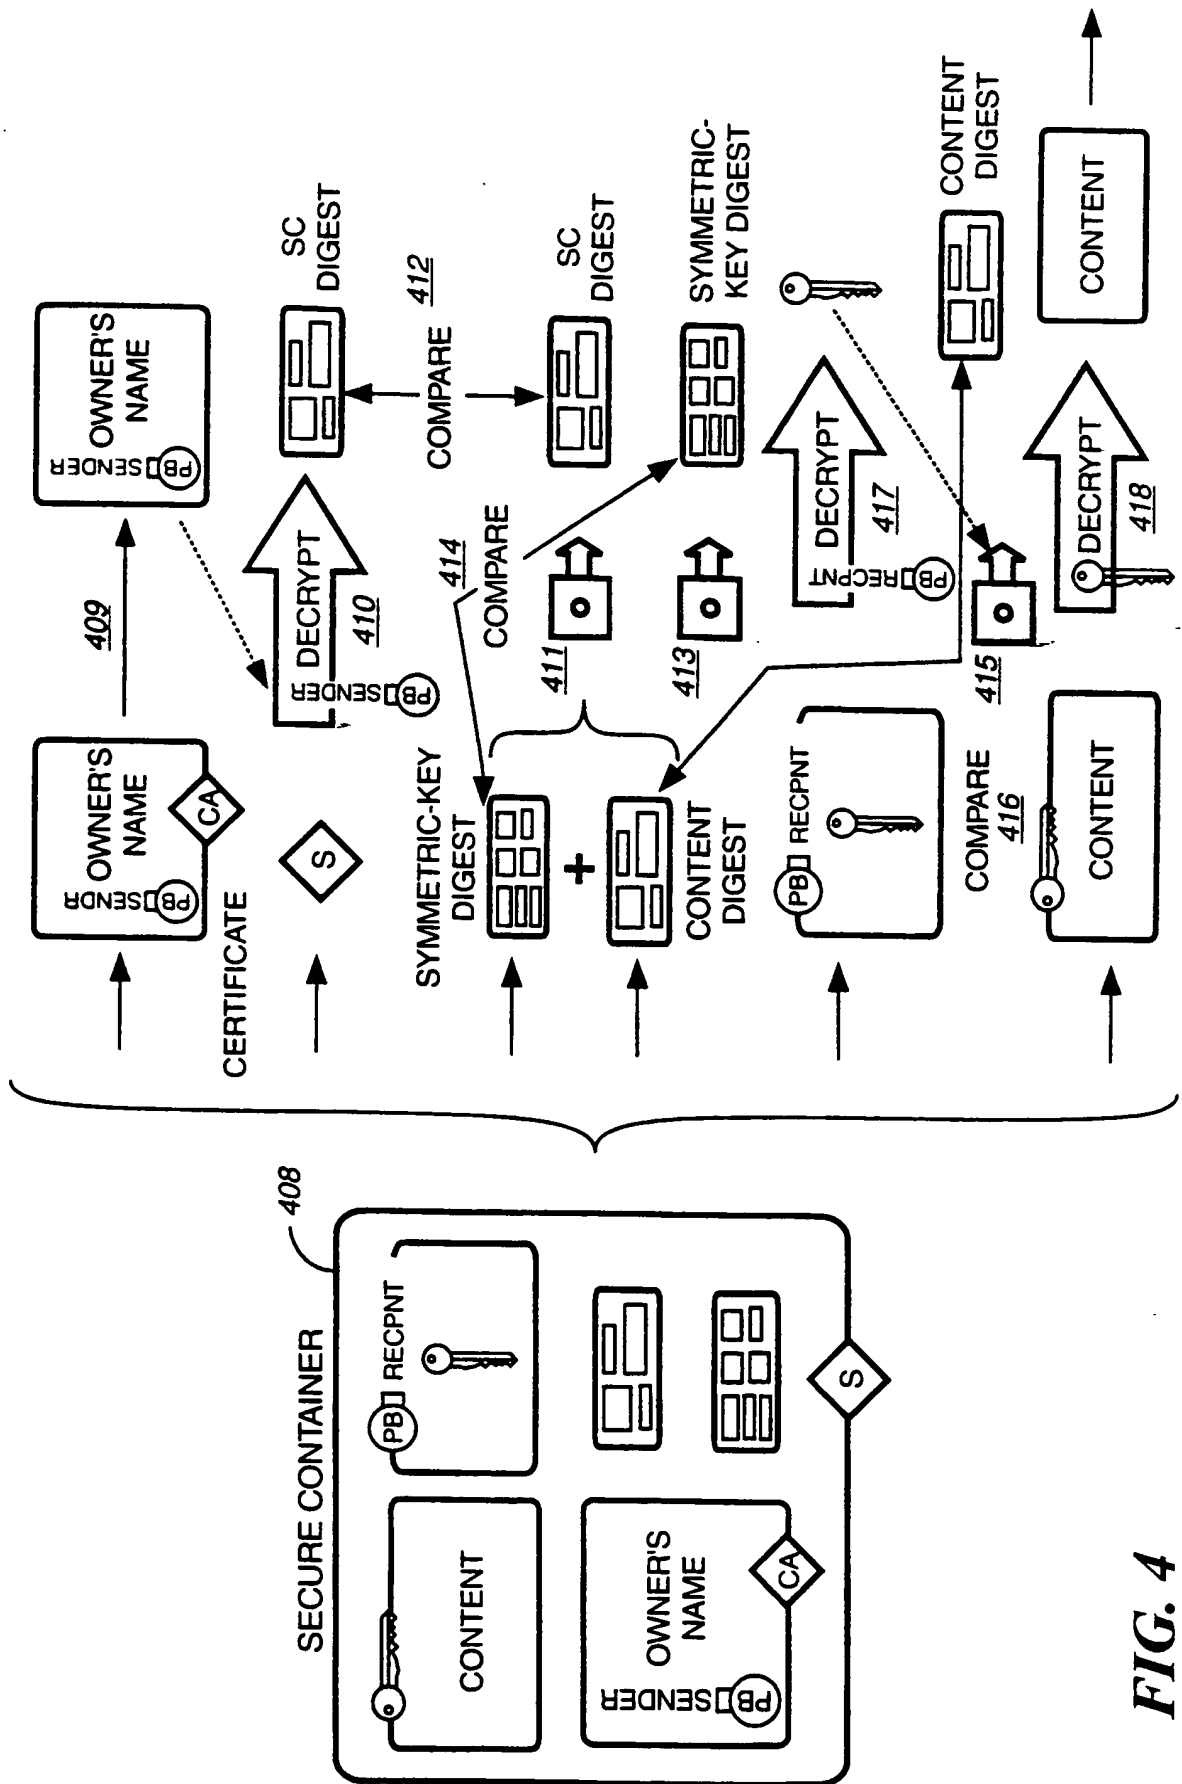 SECURE CONTAINER
408
CONTENT
PB RECPNT
PB SENDER
OWNER'S
NAME
CA
S
PB SENDR
OWNER'S
NAME
CA
CERTIFICATE
409
PB SENDER
OWNER'S
NAME
S
DECRYPT
410
PB SENDER
SC
DIGEST
COMPARE
412
SYMMETRIC-KEY
DIGEST
+
CONTENT
DIGEST
414
COMPARE
411
SC
DIGEST
413
SYMMETRIC-
KEY DIGEST
PB RECPNT
DECRYPT
417
PB RECPNT
COMPARE
416
415
CONTENT
DIGEST
CONTENT
DECRYPT
418
CONTENT
FIG. 4